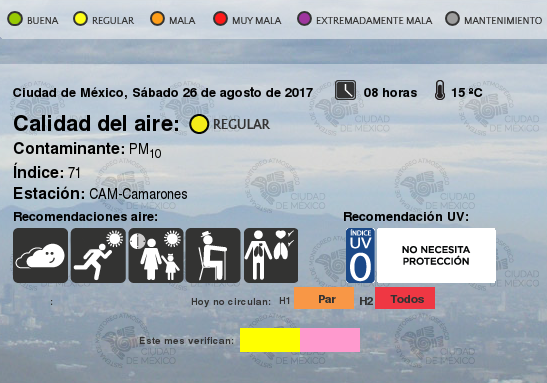 BUENA REGULAR MALA MUY MALA EXTREMADAMENTE MALA MANTENIMIENTO
Ciudad de México, Sábado 26 de agosto de 2017 08 horas 15 ºC
Calidad del aire: REGULAR
Contaminante: PM10
Índice: 71
Estación: CAM-Camarones
Recomendaciones aire: Recomendación UV:
ÍNDICE
UV
0
NO NECESITA
PROTECCIÓN
: Hoy no circulan: H1 Par H2 Todos
Este mes verifican:
CIUDAD
DE MÉXICO